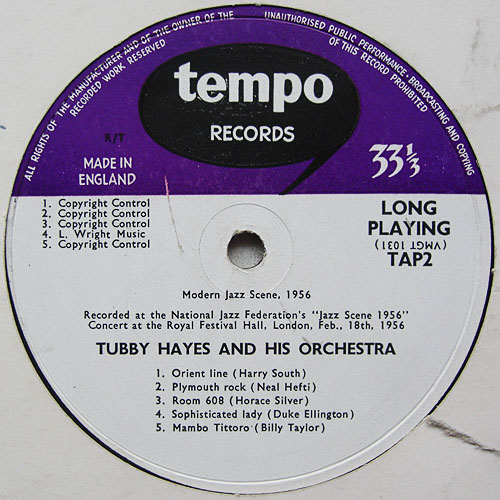 ALL RIGHTS OF THE MANUFACTURER AND OF THE OWNER OF THE
RECORDED WORK RESERVED
UNAUTHORISED PUBLIC PERFORMANCE · BROADCASTING AND COPYING
OF THIS RECORD PROHIBITED
tempo
RECORDS
R/T
MADE IN
ENGLAND
33⅓
1. Copyright Control
2. Copyright Control
3. Copyright Control
4. L. Wright Music
5. Copyright Control
LONG
PLAYING
(VMGT 1031)
TAP2
Modern Jazz Scene, 1956
Recorded at the National Jazz Federation's "Jazz Scene 1956"
Concert at the Royal Festival Hall, London, Feb., 18th, 1956
TUBBY HAYES AND HIS ORCHESTRA
1. Orient line (Harry South)
2. Plymouth rock (Neal Hefti)
3. Room 608 (Horace Silver)
4. Sophisticated lady (Duke Ellington)
5. Mambo Tittoro (Billy Taylor)